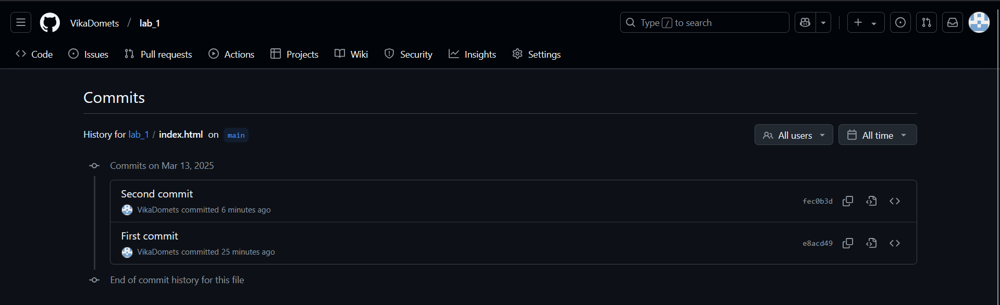 VikaDomets / lab_1
Type / to search
Code Issues Pull requests Actions Projects Wiki Security Insights Settings
Commits
History for lab_1 / index.html on main
All users All time
Commits on Mar 13, 2025
Second commit
VikaDomets committed 6 minutes ago
fec0b3d
First commit
VikaDomets committed 25 minutes ago
e8acd49
End of commit history for this file